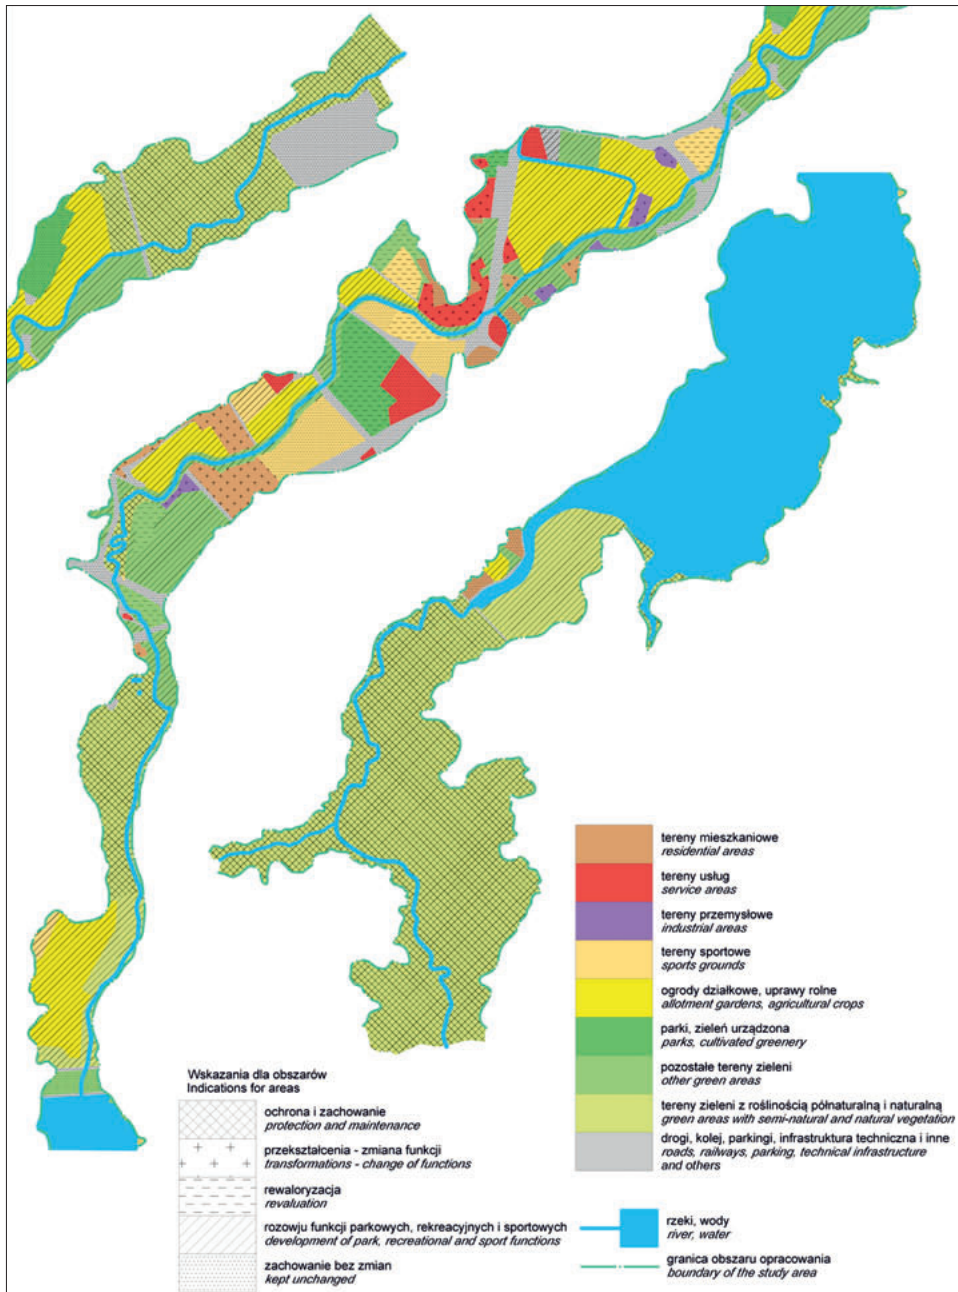 tereny mieszkaniowe
residential areas
tereny usług
service areas
tereny przemysłowe
industrial areas
tereny sportowe
sports grounds
ogrody działkowe, uprawy rolne
allotment gardens, agricultural crops
parki, zieleń urządzona
parks, cultivated greenery
pozostałe tereny zieleni
other green areas
tereny zieleni z roślinością półnaturalną i naturalną
green areas with semi-natural and natural vegetation
drogi, kolej, parkingi, infrastruktura techniczna i inne
roads, railways, parking, technical infrastructure
and others
rzeki, wody
river, water
granica obszaru opracowania
boundary of the study area
Wskazania dla obszarów
Indications for areas
ochrona i zachowanie
protection and maintenance
przekształcenia - zmiana funkcji
transformations - change of functions
rewaloryzacja
revaluation
rozowju funkcji parkowych, rekreacyjnych i sportowych
development of park, recreational and sport functions
zachowanie bez zmian
kept unchanged